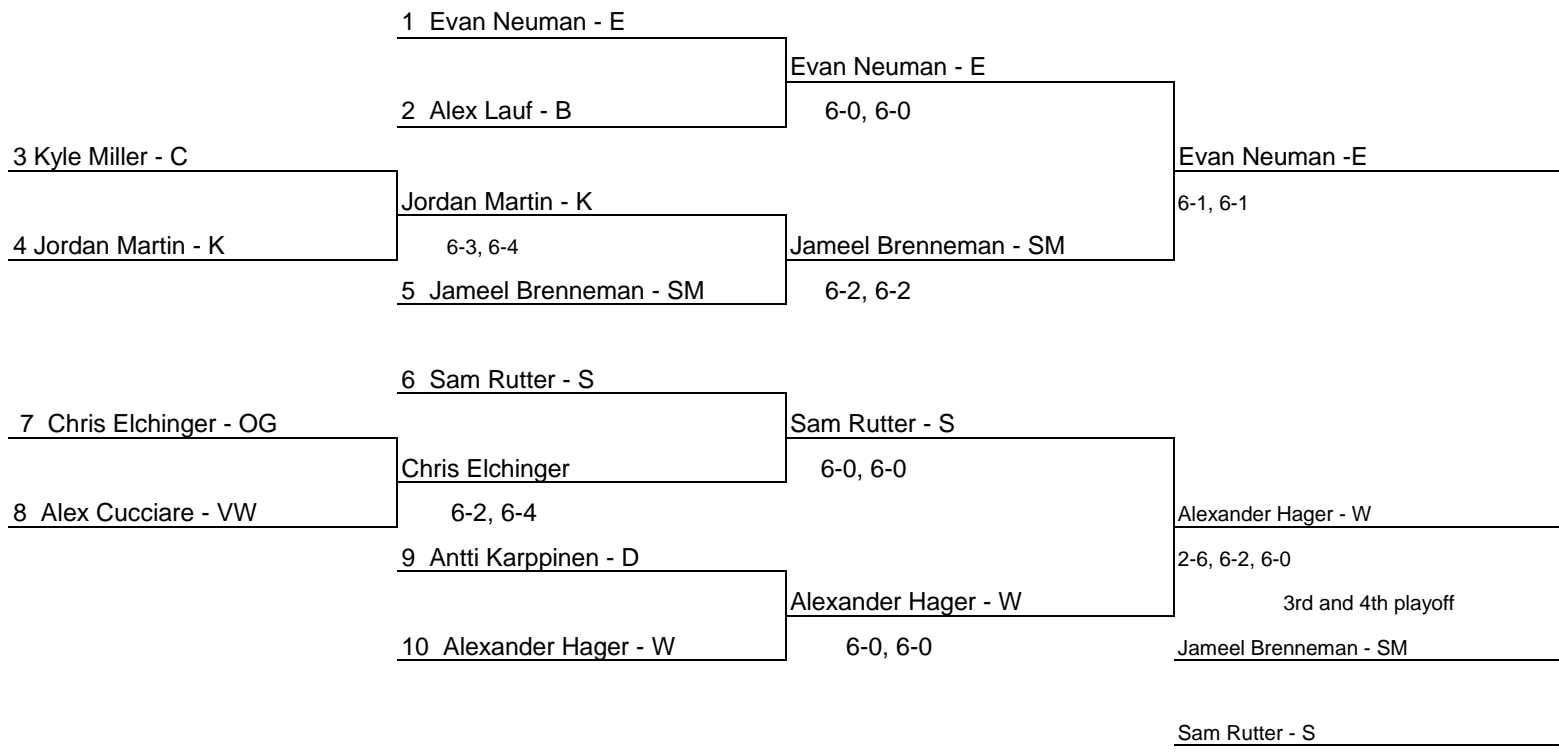 1 Evan Neuman - E
Evan Neuman - E
2 Alex Lauf - B
6-0, 6-0
3 Kyle Miller - C
Evan Neuman -E
Jordan Martin - K
6-1, 6-1
4 Jordan Martin - K
6-3, 6-4
Jameel Brenneman - SM
5 Jameel Brenneman - SM
6-2, 6-2
6 Sam Rutter - S
7 Chris Elchinger - OG
Sam Rutter - S
Chris Elchinger
6-0, 6-0
8 Alex Cucciare - VW
6-2, 6-4
Alexander Hager - W
9 Antti Karppinen - D
2-6, 6-2, 6-0
Alexander Hager - W
3rd and 4th playoff
10 Alexander Hager - W
6-0, 6-0
Jameel Brenneman - SM
Sam Rutter - S